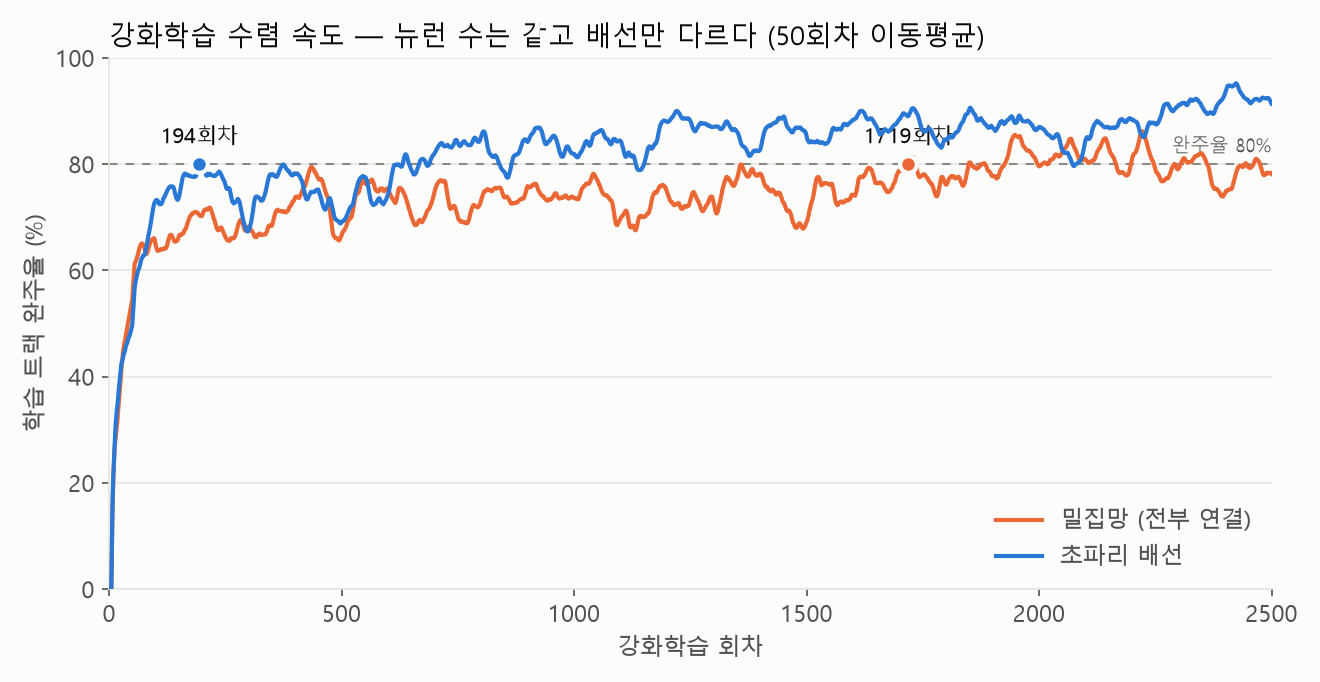 강화학습 수렴 속도 — 뉴런 수는 같고 배선만 다르다 (50회차 이동평균)
100
194회차
1719회차
완주율 80%
80
60
40
20
0
학습 트랙 완주율 (%)
밀집망 (전부 연결)
초파리 배선
0 500 1000 1500 2000 2500
강화학습 회차